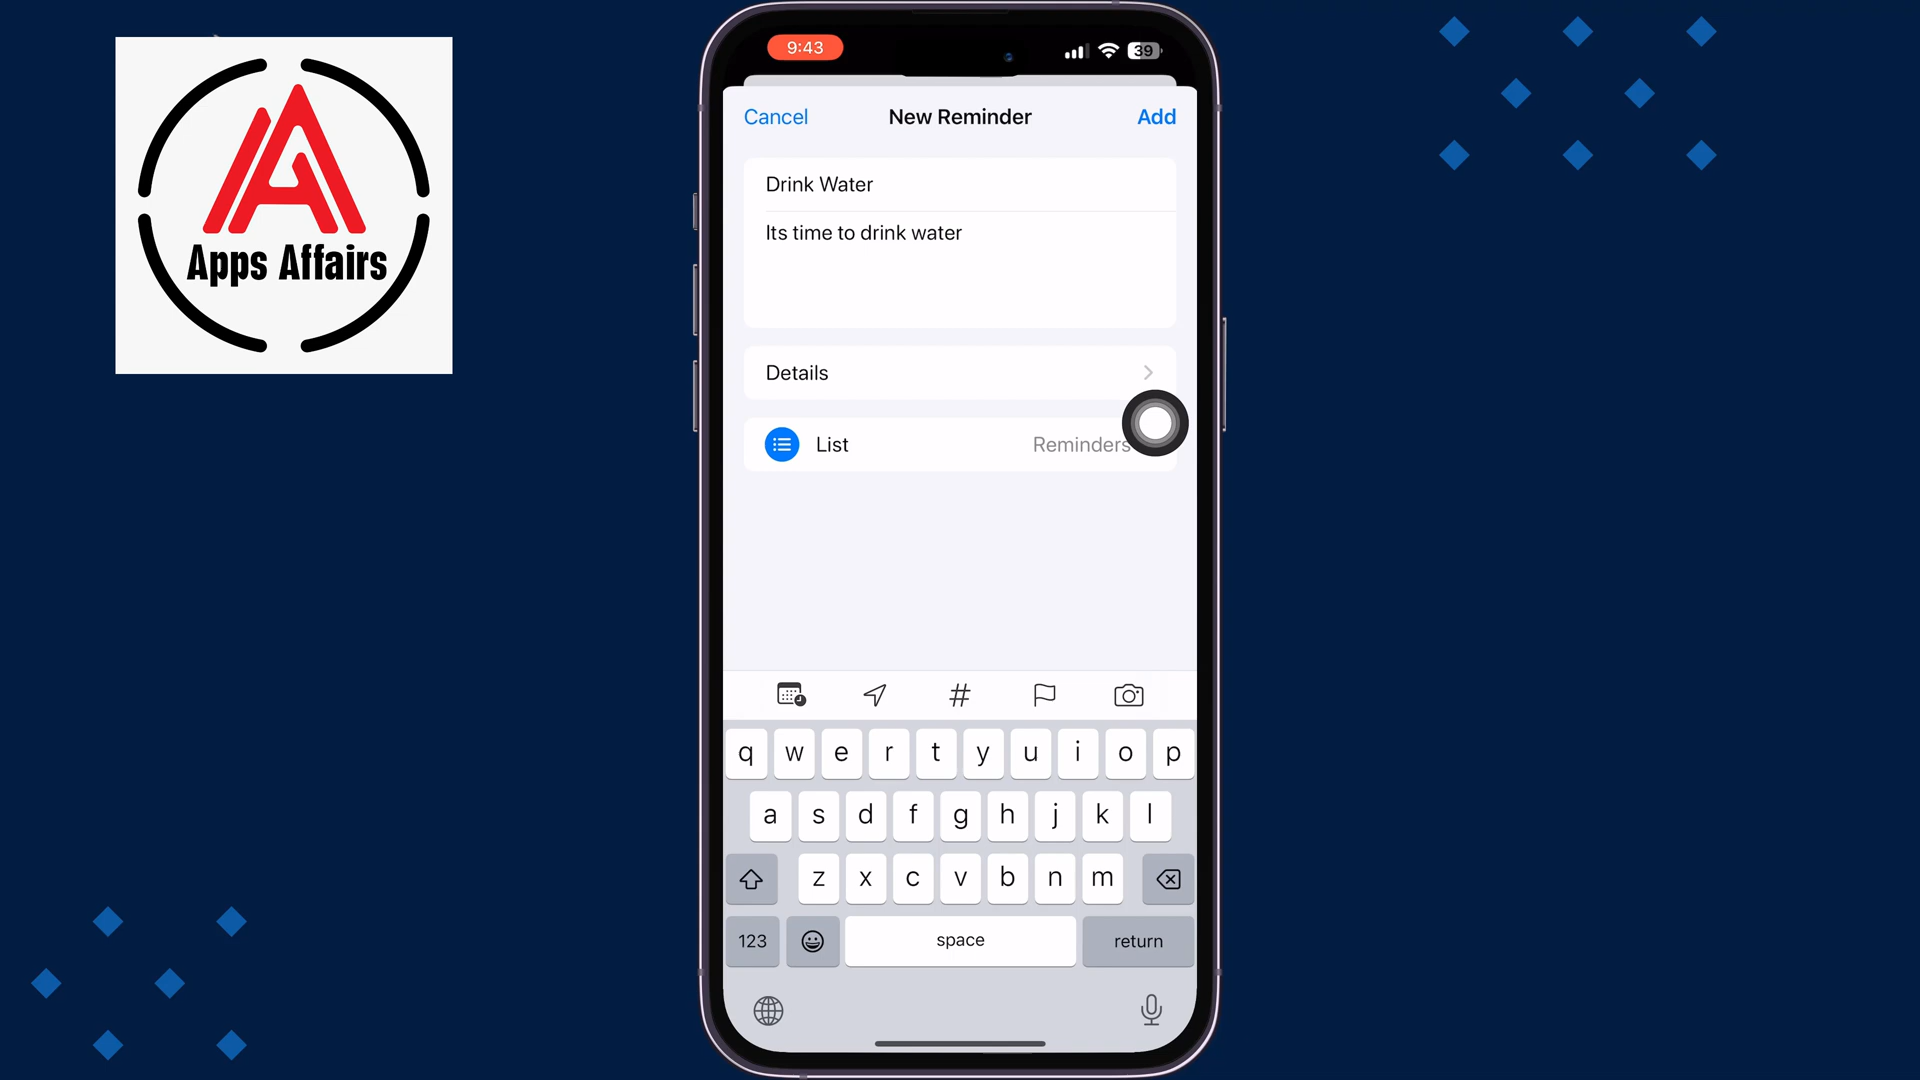 Apps Affairs
9:43
39
Cancel
New Reminder
Add
Drink Water
Its time to drink water
Details
List
Reminders
#
q w e r t y u i o p
a s d f g h j k l
z x c v b n m
123
space
return